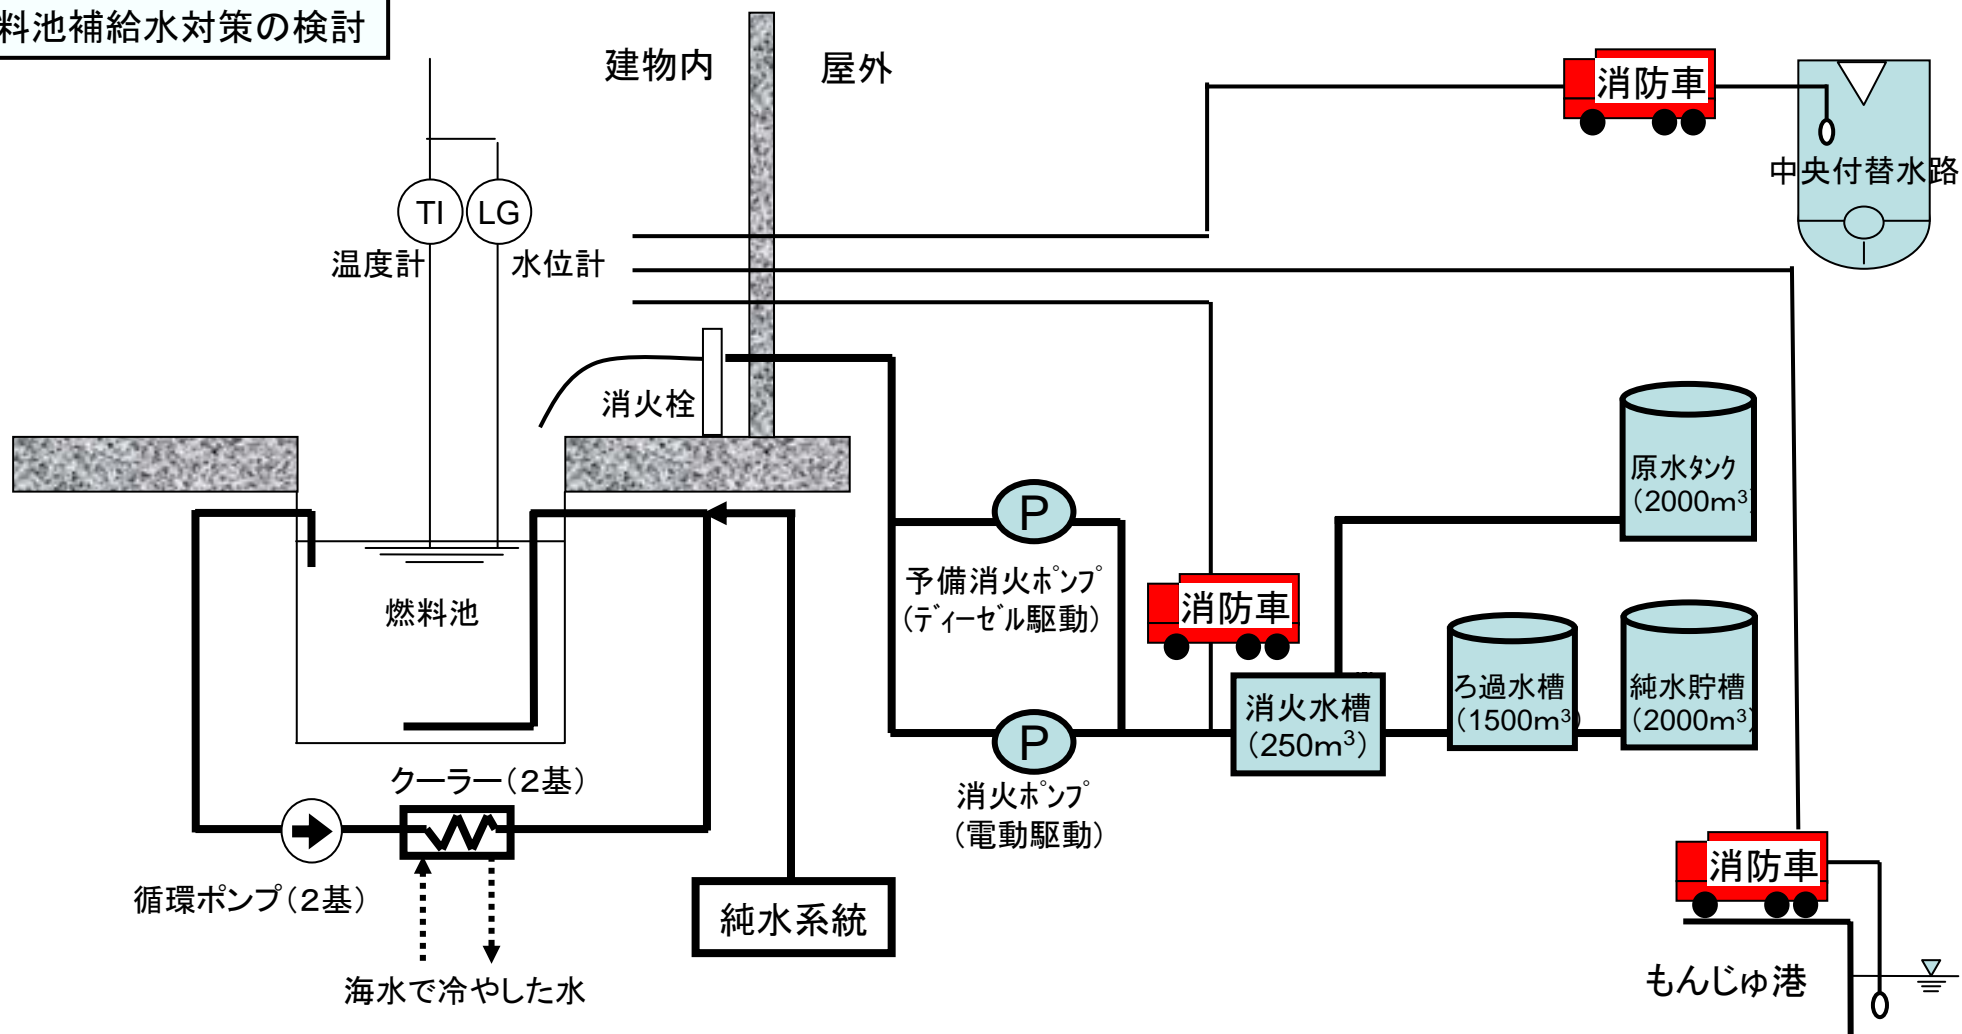 料池補給水対策の検討
建物内
屋外
消防車
中央付替水路
TI
LG
温度計
水位計
消火栓
原水タンク
(2000m³
P
予備消火ポンプ
(ディーゼル駆動)
消防車
燃料池
消火水槽
(250m³)
ろ過水槽
(1500m³)
純水貯槽
(2000m³)
P
消火ポンプ
(電動駆動)
クーラー(2基)
循環ポンプ(2基)
純水系統
海水で冷やした水
消防車
もんじゅ港